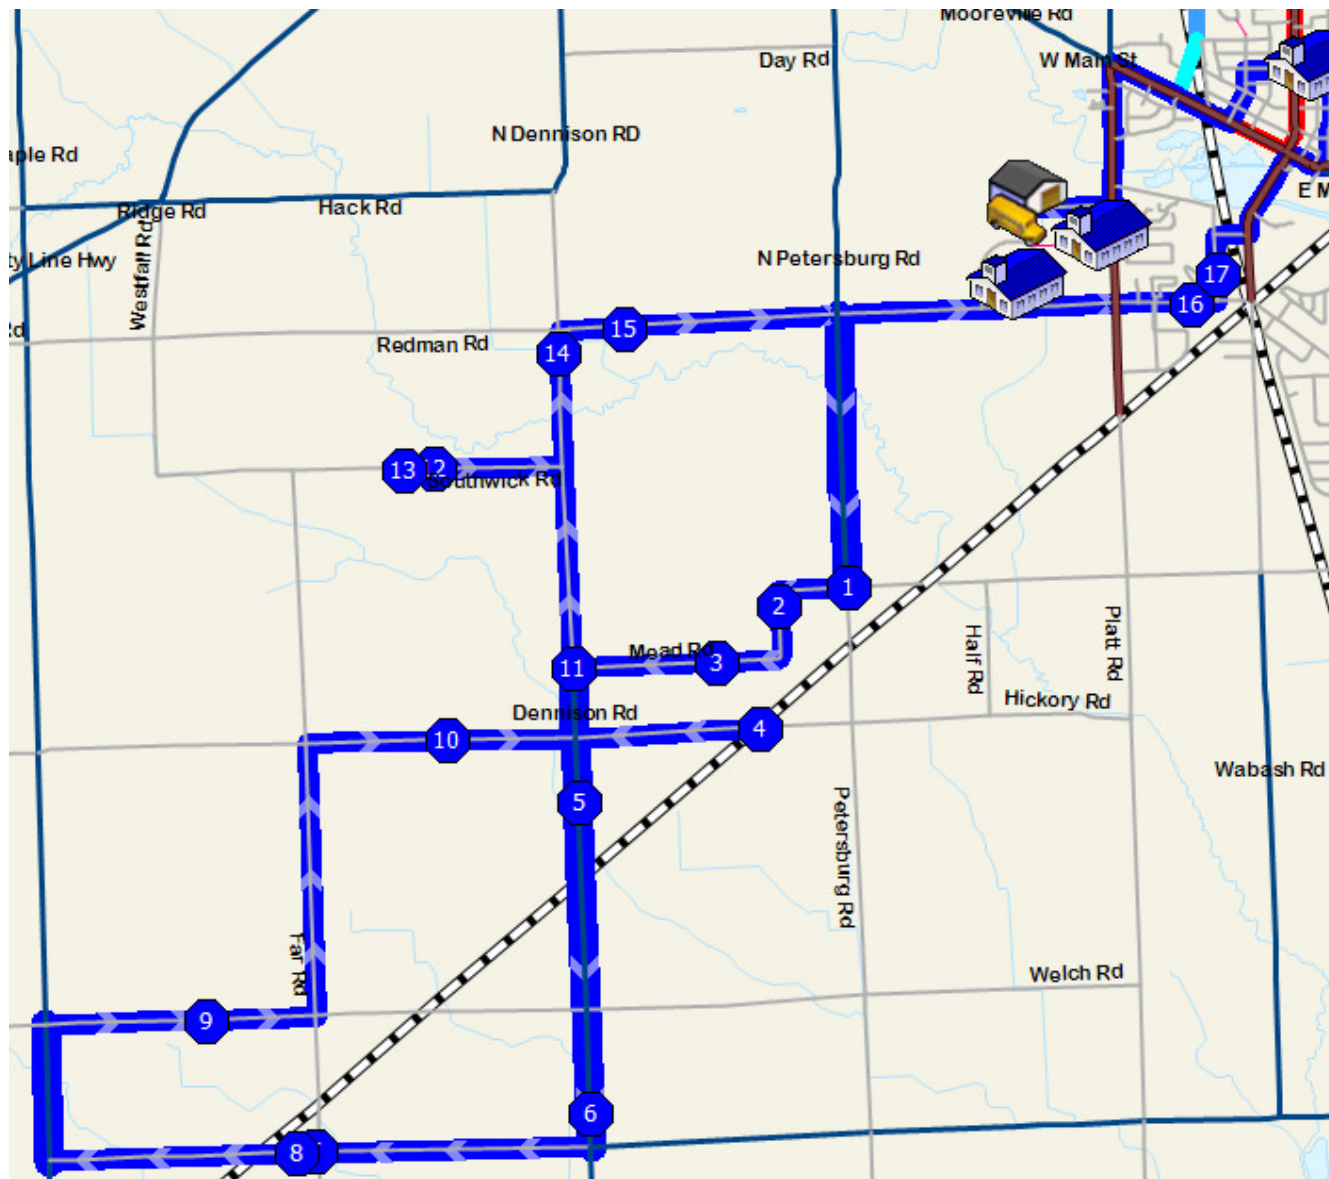 Mooreville Rd
Day Rd
W Main St
N Dennison RD
aple Rd
E M
Ridge Rd
Hack Rd
Westfall Rd
ty Line Hwy
N Petersburg Rd
17
16
Rd
15
Redman Rd
14
13
12
Southwick Rd
1
2
Mead Rd
3
11
Half Rd
Platt Rd
Hickory Rd
Dennison Rd
4
10
Wabash Rd
5
Petersburg Rd
Far Rd
Welch Rd
9
6
8